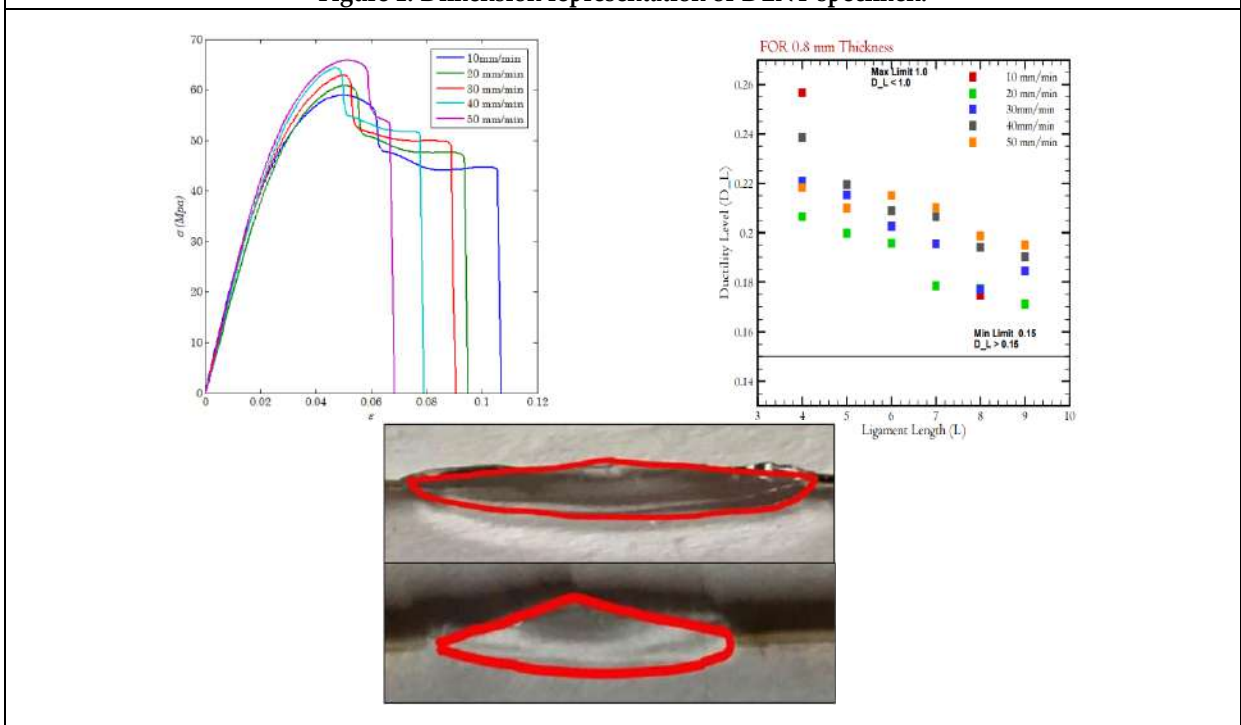 Dimension representation of specimen.
70
60
50
40
30
20
10
0
σ (Mpa)
10mm/min
20 mm/min
30 mm/min
40 mm/min
50 mm/min
0 0.02 0.04 0.06 0.08 0.1 0.12
ε
FOR 0.8 mm Thickness
Max Limit 1.0
D_L < 1.0
10 mm/min
20 mm/min
30mm/min
40mm/min
50 mm/min
0.26
0.24
0.22
0.2
0.18
0.16
0.14
Ductility Level (D_L)
Min Limit 0.15
D_L > 0.15
3 4 5 6 7 8 9 10
Ligament Length (L)